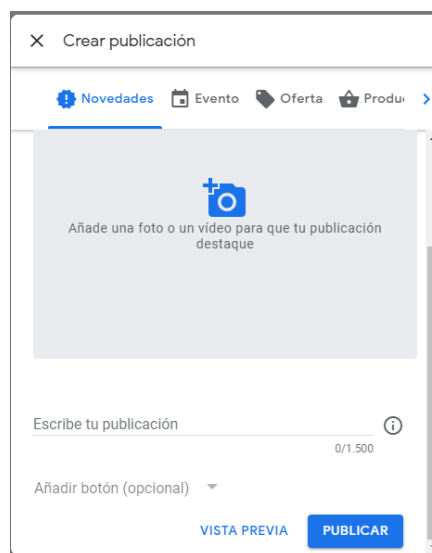 Crear publicación
Novedades Evento Oferta Produ
Añade una foto o un vídeo para que tu publicación
destaque
Escribe tu publicación
0/1.500
Añadir botón (opcional)
VISTA PREVIA PUBLICAR